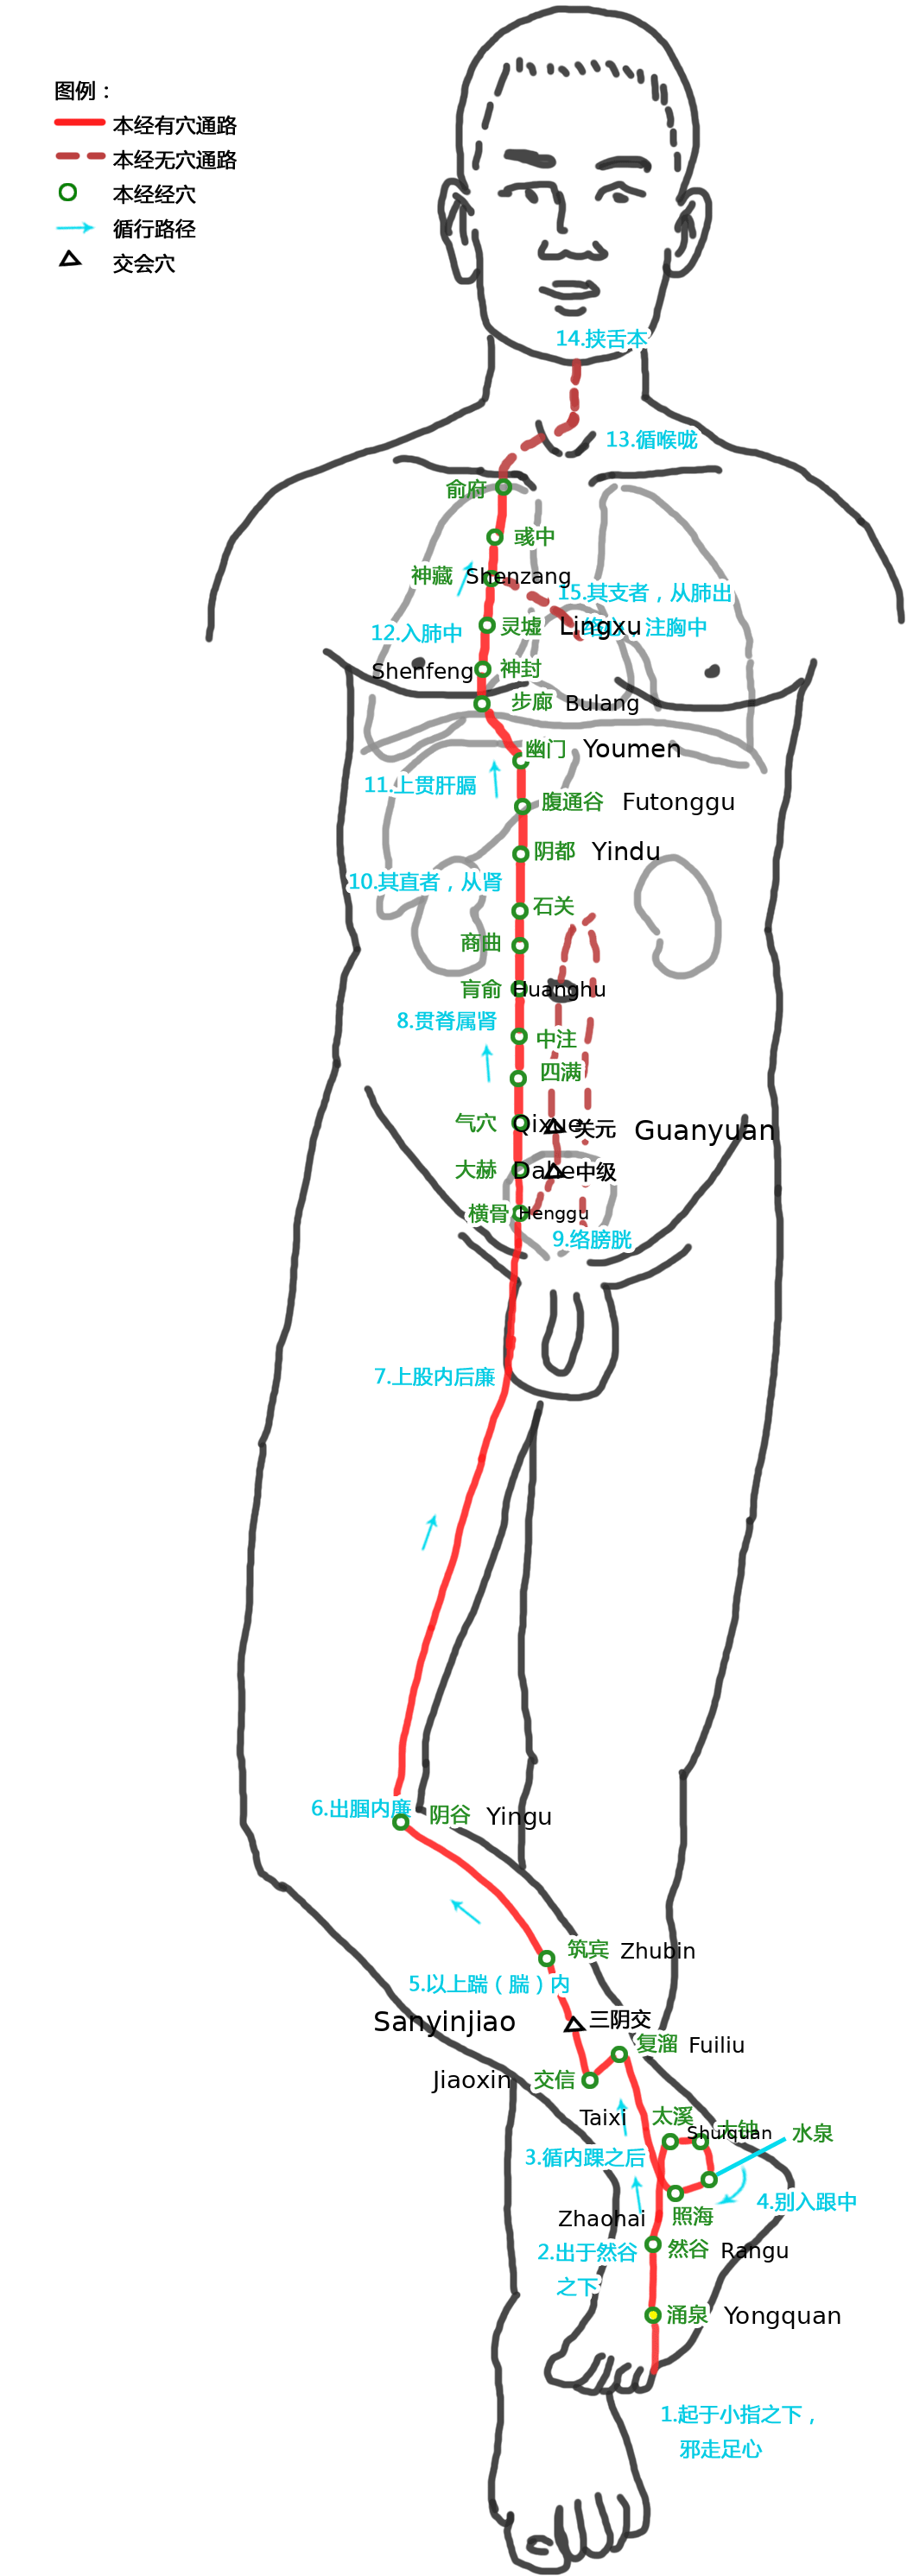 图例：
本经有穴通路
本经无穴通路
本经经穴
循行路径
交会穴
14.挟舌本
13.循喉咙
俞府
彧中
神藏 Shenzang
15.其支者，从肺出
注胸中
12.入肺中
灵墟 Lingxu
Shenfeng 神封
步廊 Bulang
幽门 Youmen
11.上贯肝膈
腹通谷 Futonggu
阴都 Yindu
10.其直者，从肾
石关
商曲
肓俞 Huanghu
8.贯脊属肾
中注
四满
气穴 Qixue 关元 Guanyuan
大赫 Dahe 中级
横骨 Henggu
9.络膀胱
7.上股内后廉
6.出腘内廉
阴谷 Yingu
筑宾 Zhubin
5.以上踹（腨）内
Sanyinjiao 三阴交
复溜 Fuiliu
Jiaoxin 交信
Taixi 太溪 大钟
Shuiquan 水泉
3.循内踝之后
4.别入跟中
Zhaohai 照海
2.出于然谷
之下
然谷 Rangu
涌泉 Yongquan
1.起于小指之下，
邪走足心